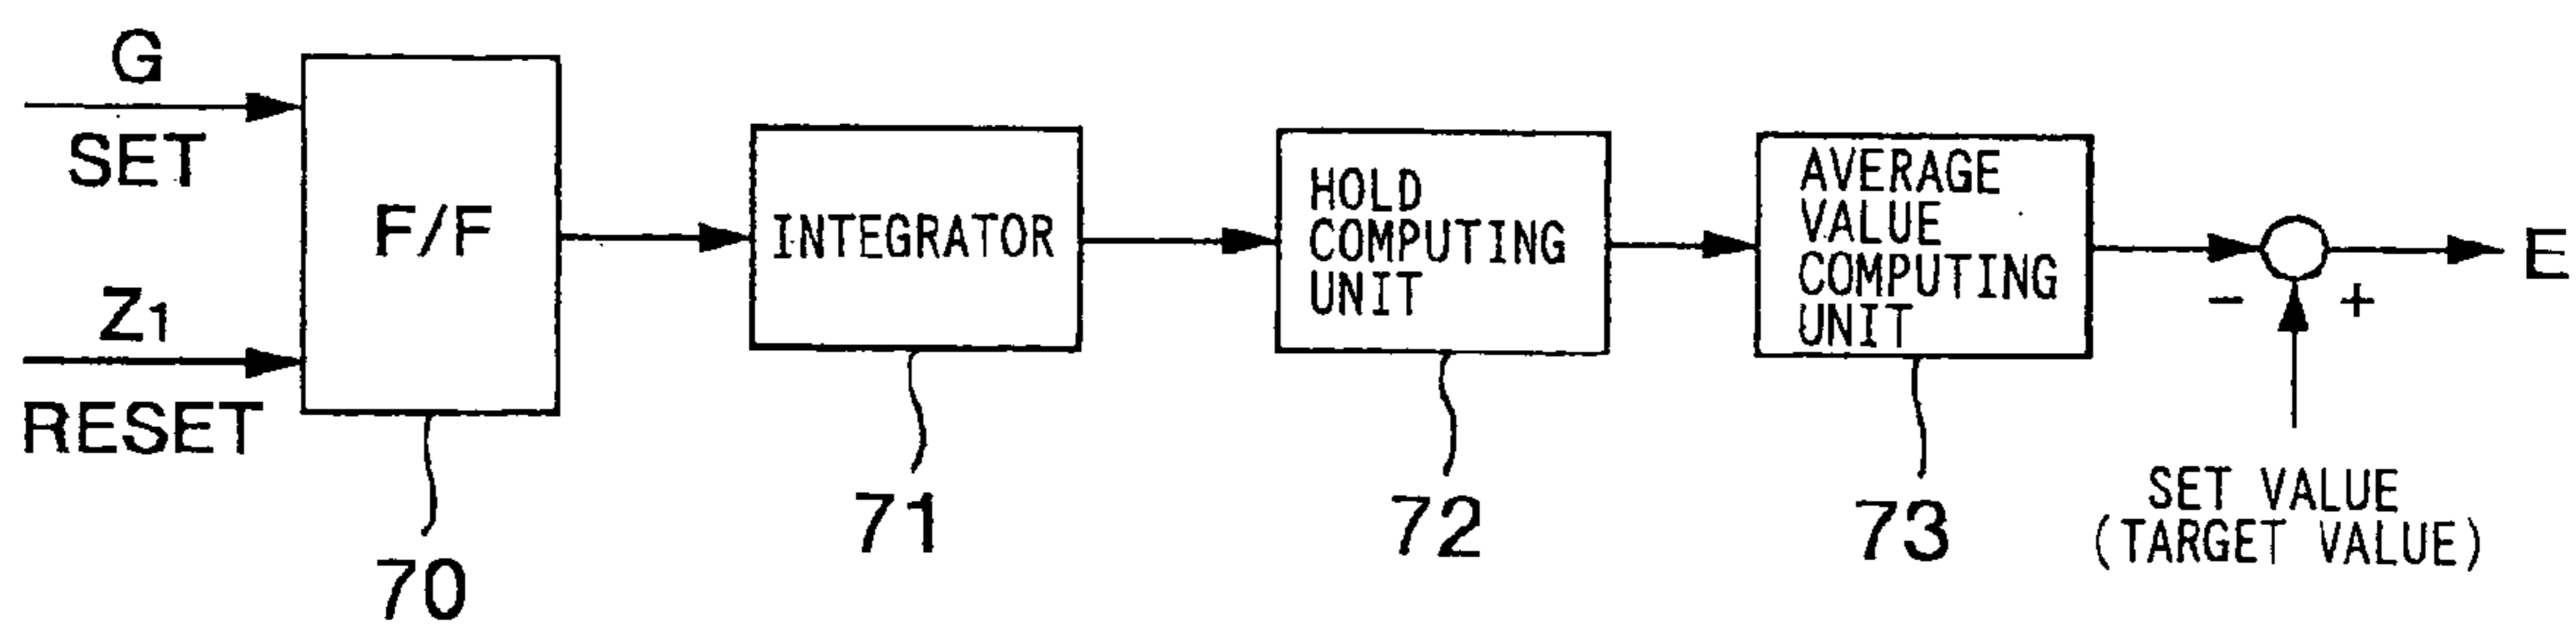 G
SET
Z1
RESET
F/F
70
INTEGRATOR
71
HOLD
COMPUTING
UNIT
72
AVERAGE
VALUE
COMPUTING
UNIT
73
− +
E
SET VALUE
(TARGET VALUE)